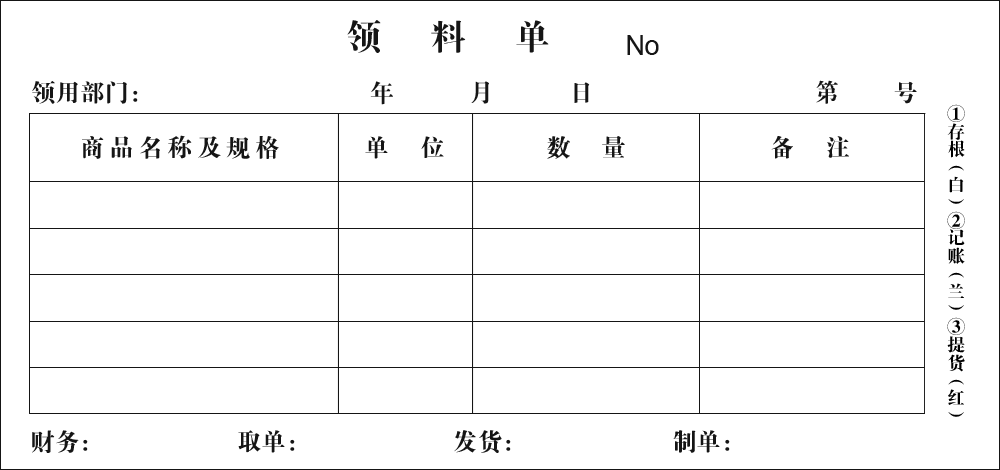 领 料 单 No
领用部门： 年 月 日 第 号
商品名称及规格 单 位 数 量 备 注
财务： 取单： 发货： 制单：
①存根（白）②记账（兰）③提货（红）